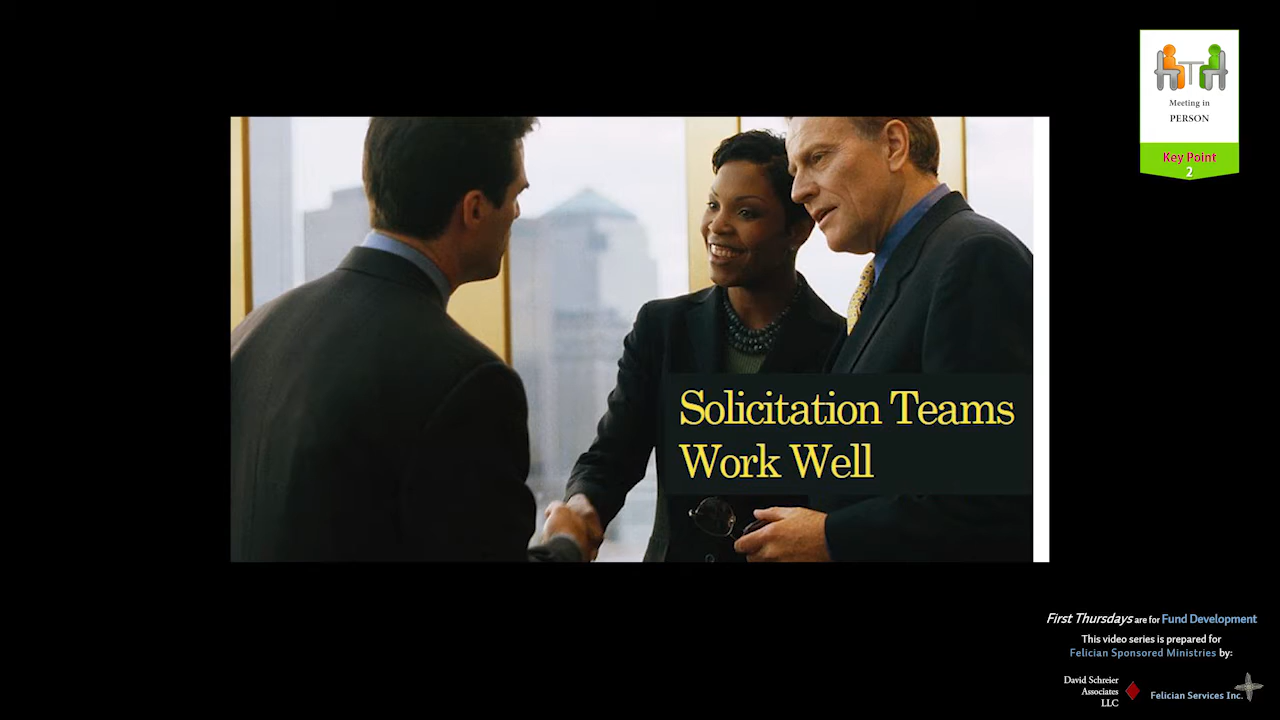 Meeting in
PERSON
Key Point
2
Solicitation Teams
Work Well
First Thursdays are for Fund Development
This video series is prepared for
Felician Sponsored Ministries by:
David Schreier
Associates
LLC
Felician Services Inc.